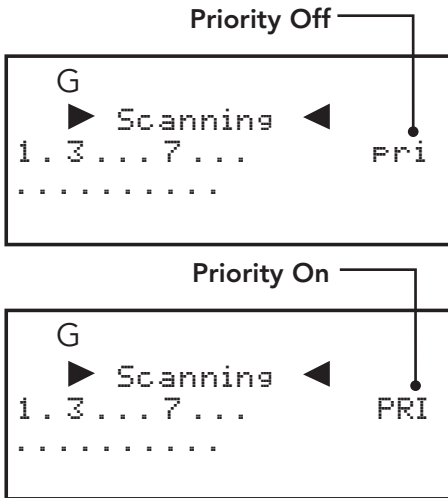 Priority Off
G
▶ Scanning ◀
1.3...7... pri
..........
Priority On
G
▶ Scanning ◀
1.3...7... PRI
..........